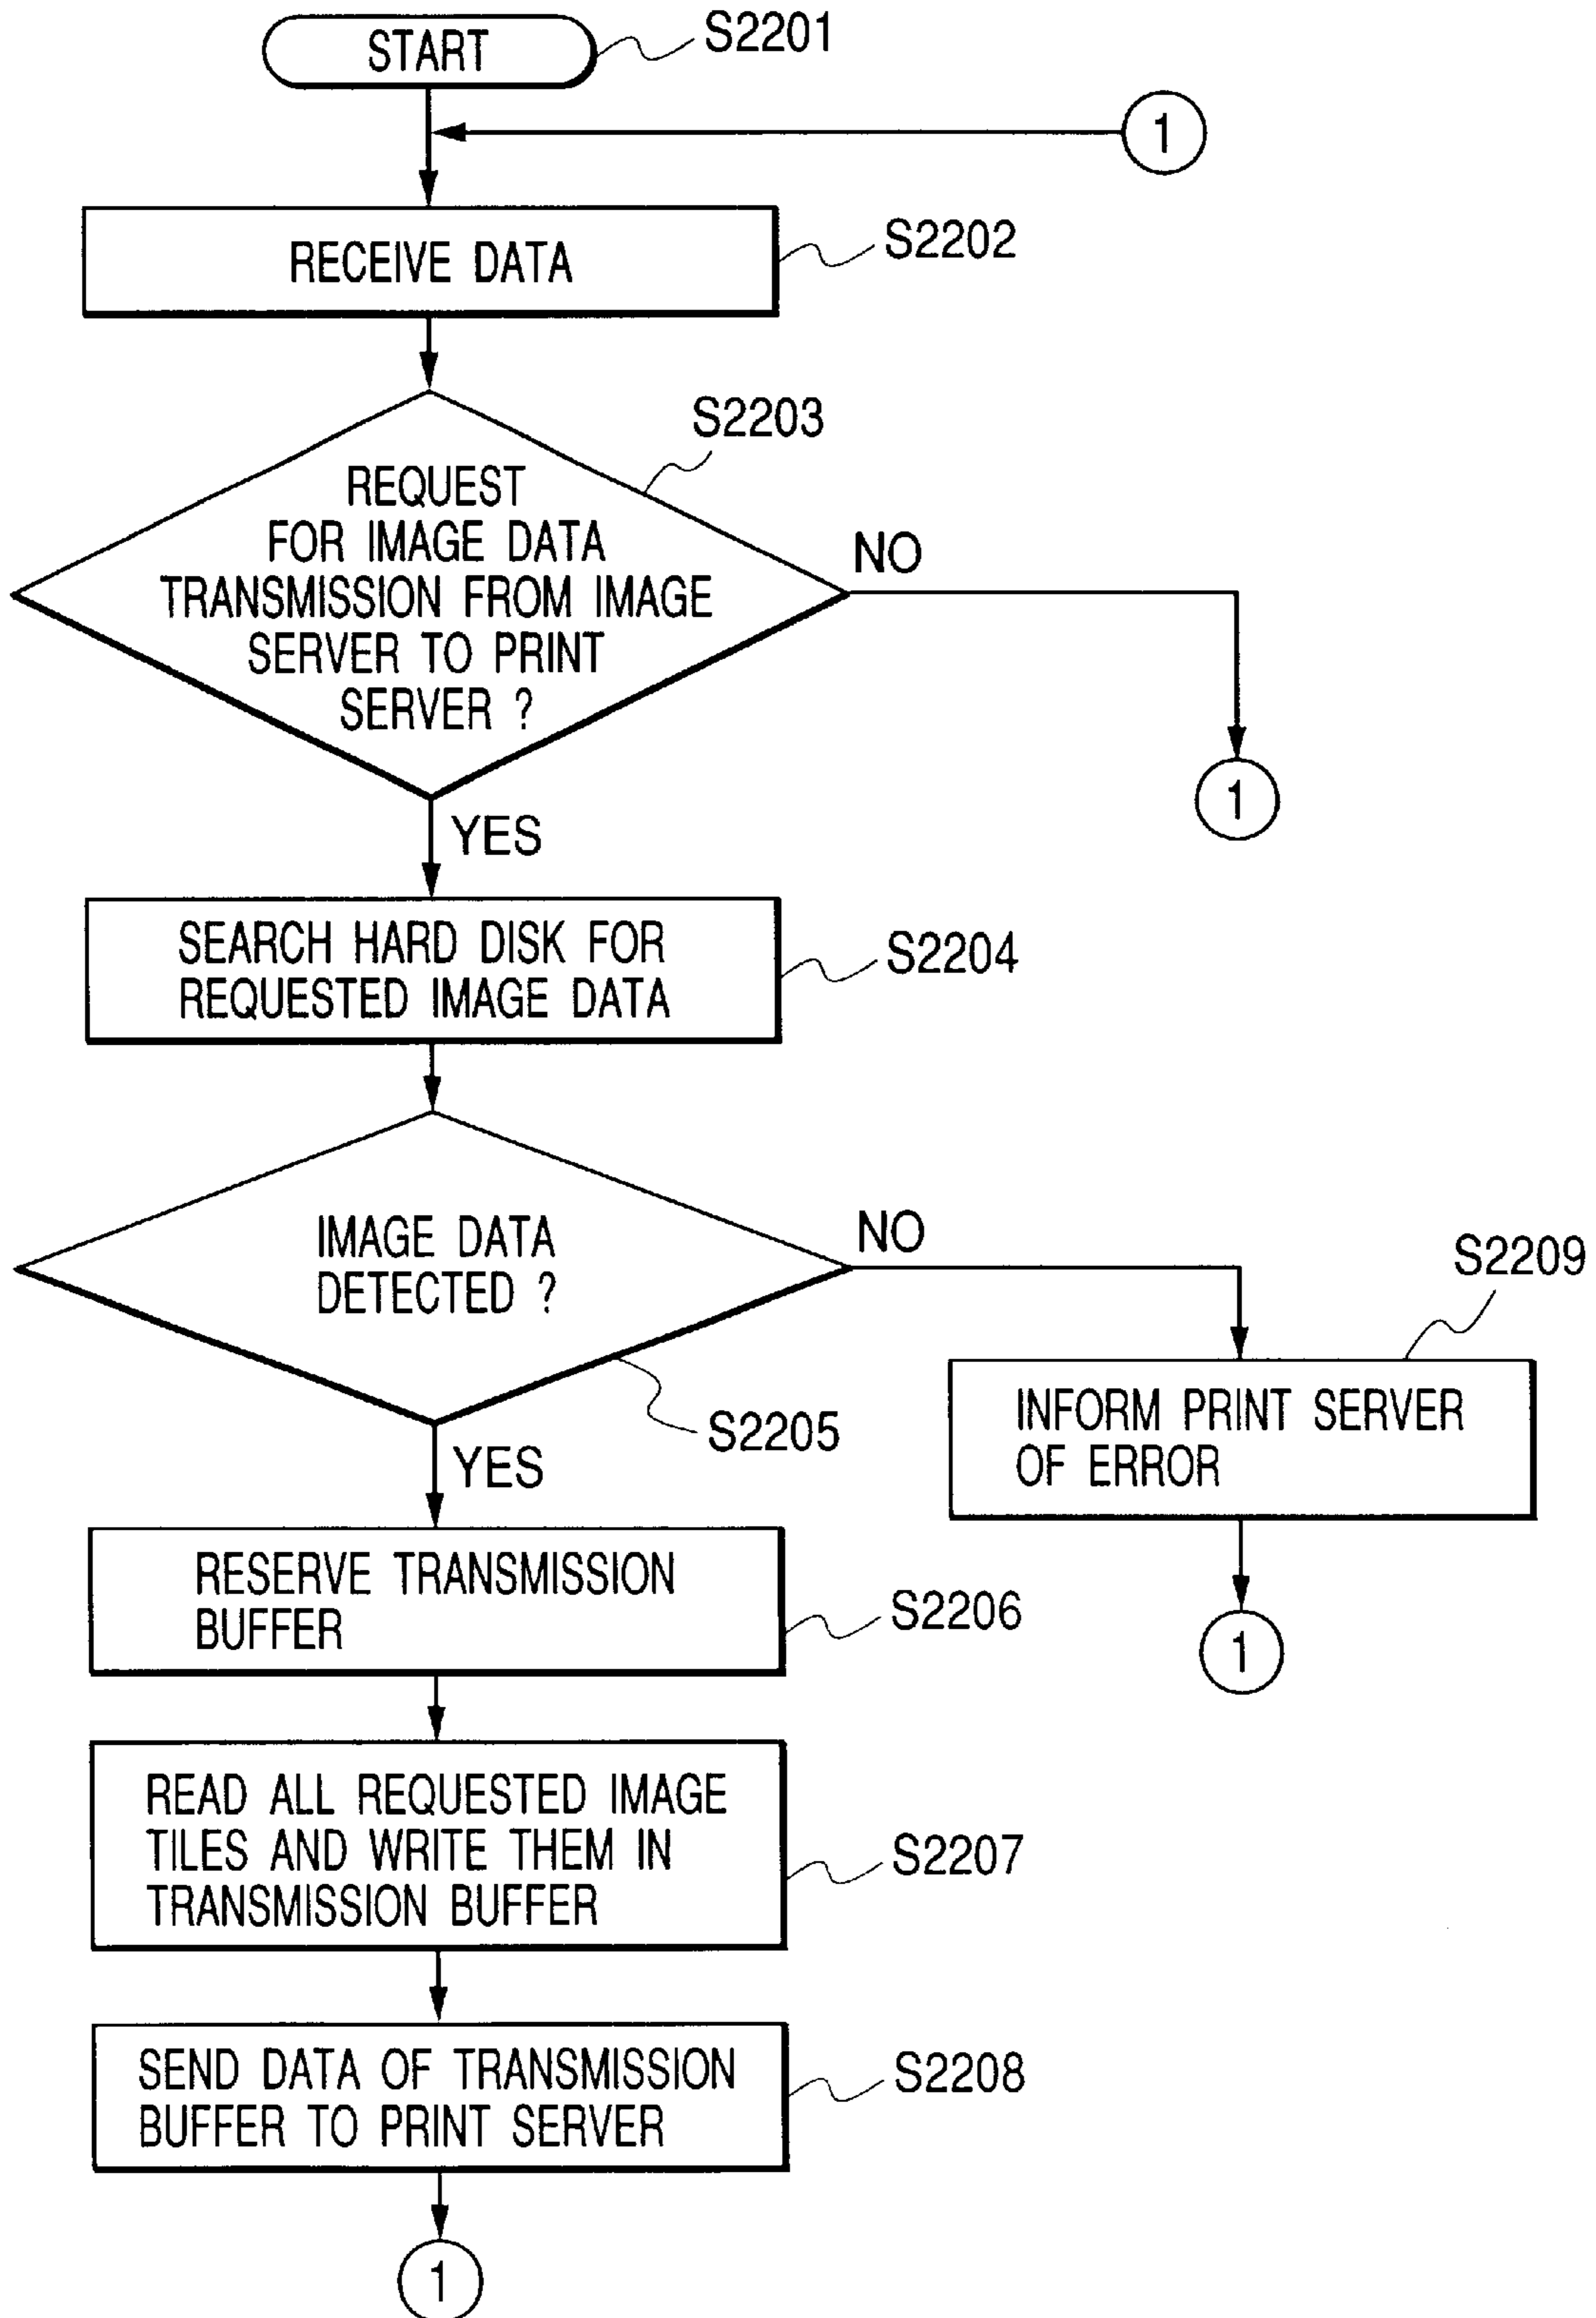 START
S2201
1
RECEIVE DATA
S2202
S2203
REQUEST
FOR IMAGE DATA
TRANSMISSION FROM IMAGE
SERVER TO PRINT
SERVER ?
NO
1
YES
SEARCH HARD DISK FOR
REQUESTED IMAGE DATA
S2204
IMAGE DATA
DETECTED ?
NO
S2205
S2209
INFORM PRINT SERVER
OF ERROR
1
YES
RESERVE TRANSMISSION
BUFFER
S2206
READ ALL REQUESTED IMAGE
TILES AND WRITE THEM IN
TRANSMISSION BUFFER
S2207
SEND DATA OF TRANSMISSION
BUFFER TO PRINT SERVER
S2208
1